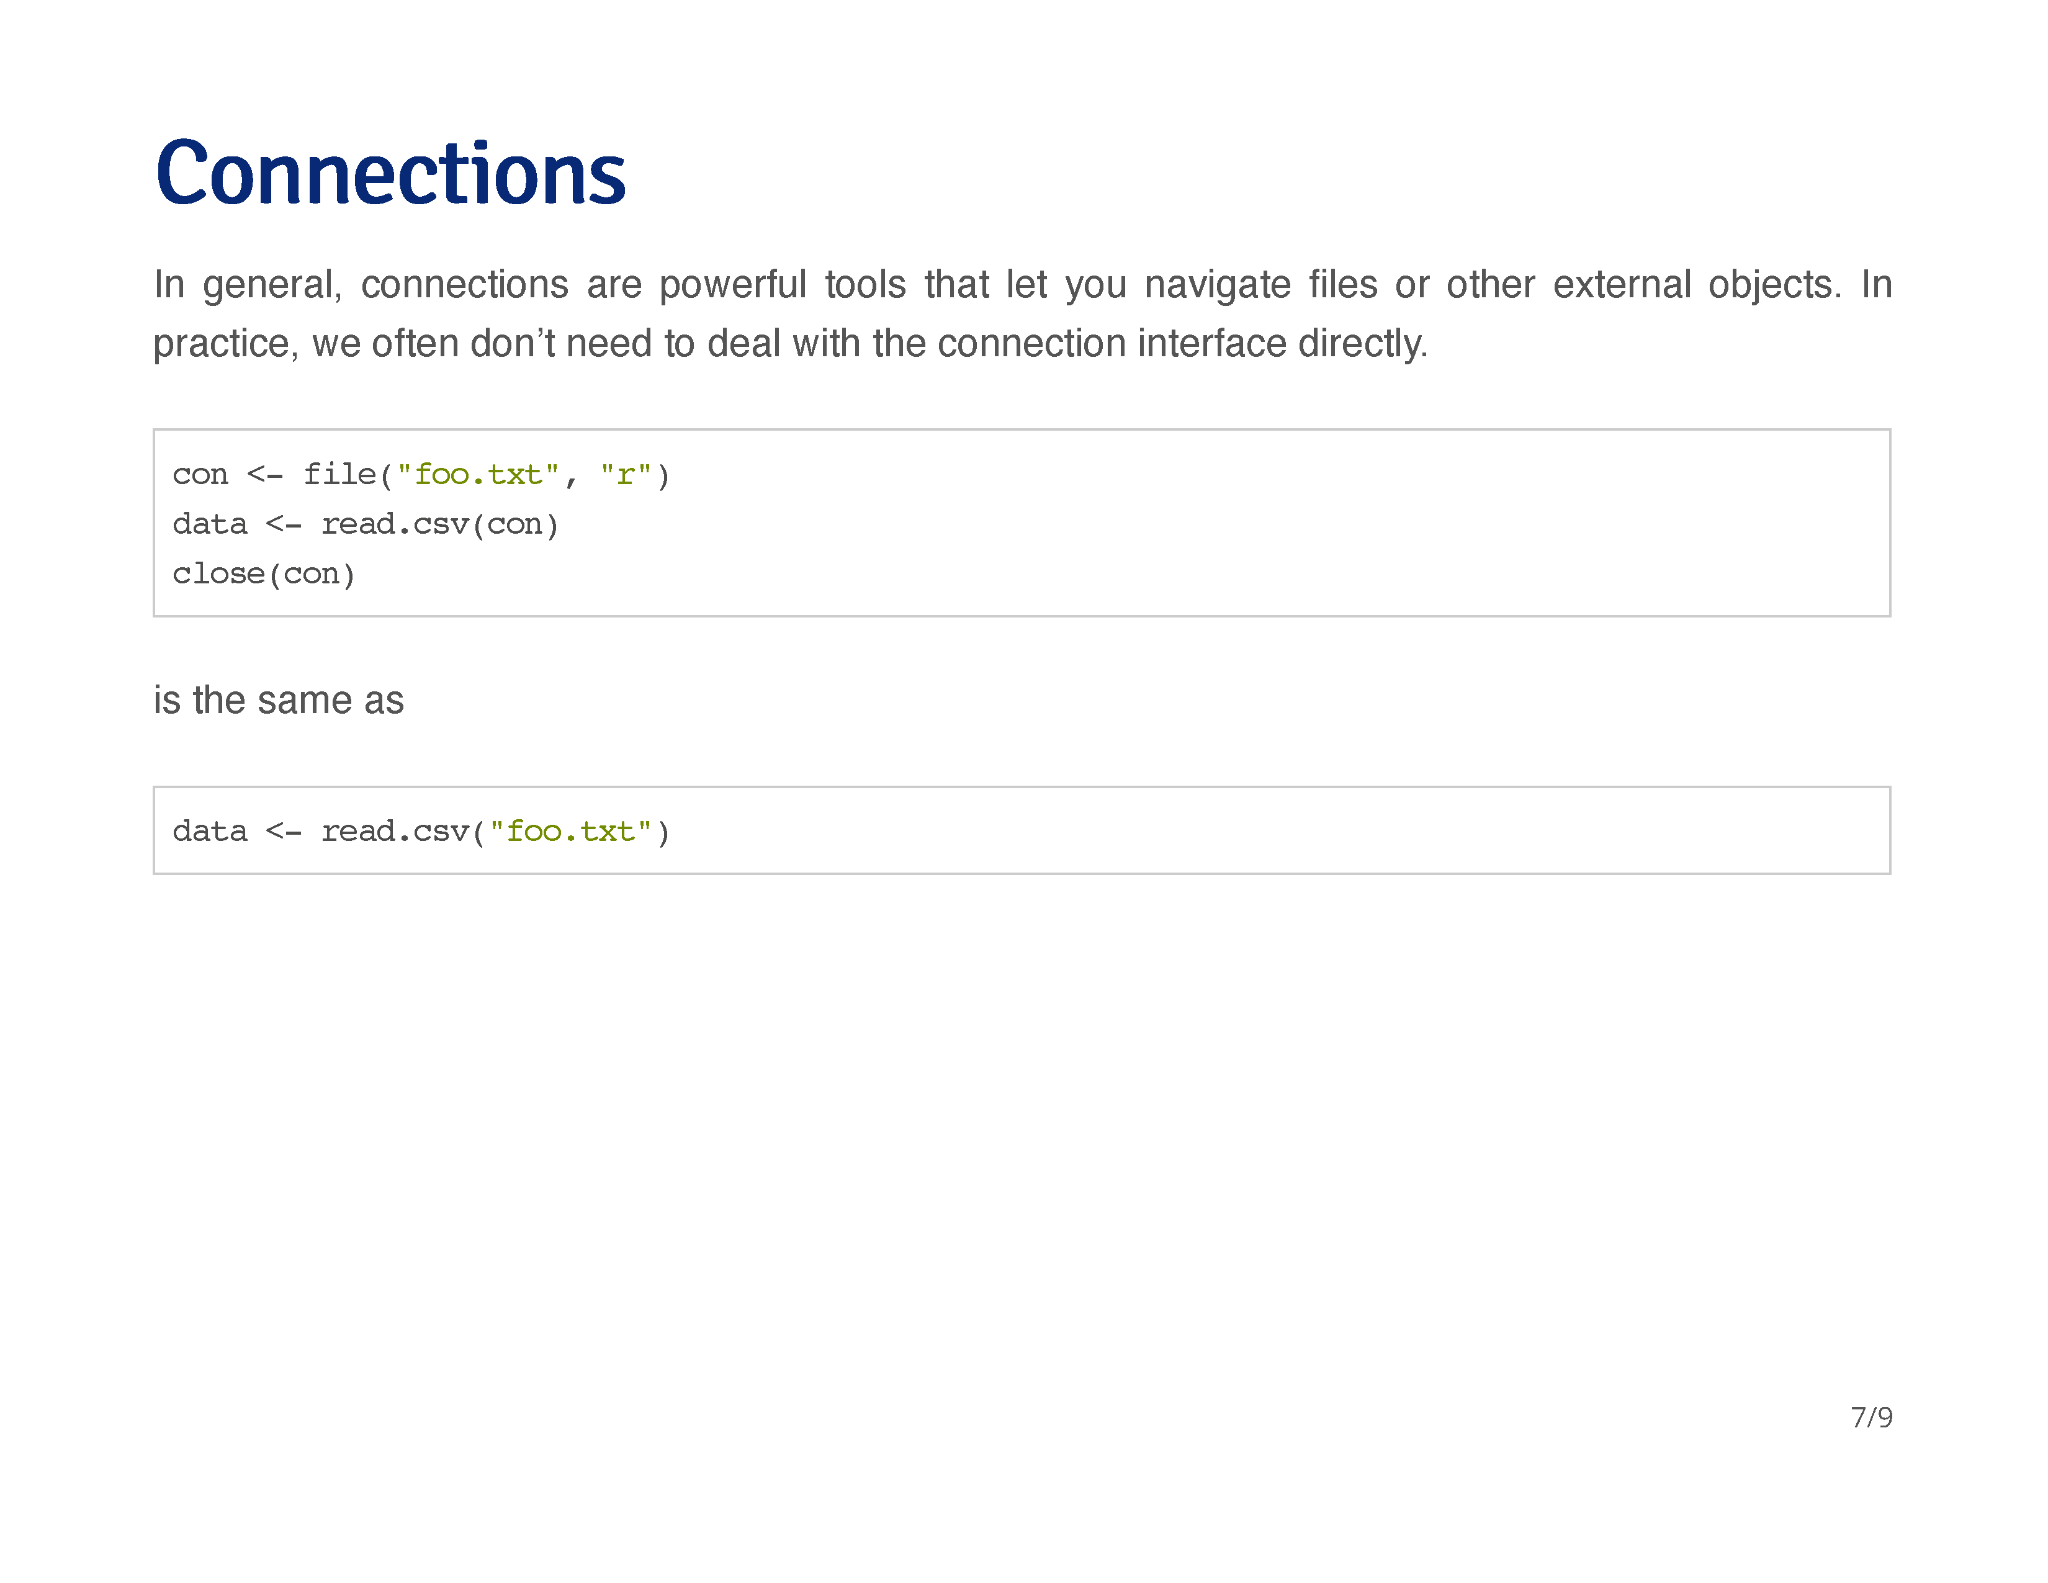 Connections
In general, connections are powerful tools that let you navigate files or other external objects. In
practice, we often don’t need to deal with the connection interface directly.
con <- file("foo.txt", "r")
data <- read.csv(con)
close(con)
is the same as
data <- read.csv("foo.txt")
7/9